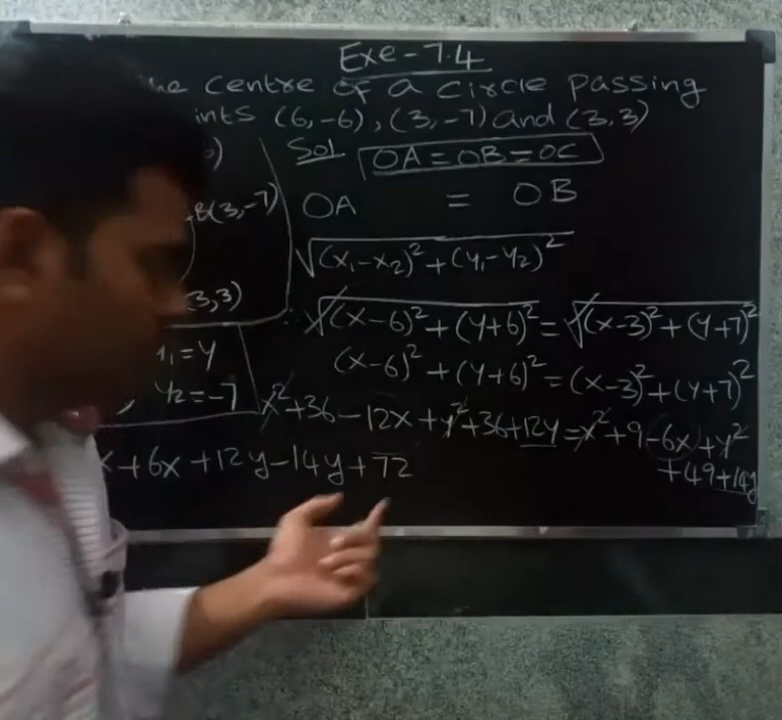 Exe-7.4
he centre of a circle passing
ints (6,-6), (3,-7) and (3,3)
Sol OA=OB=OC
OA = OB
B(3,-7)
√(x₁-x₂)²+(y₁-y₂)²
(3,3)
∴ √(x-6)²+(y+6)² = √(x-3)²+(y+7)²
(x-6)²+(y+6)²=(x-3)²+(y+7)²
y₁=y
y₂=-7
x²+36-12x+y²+36+12y=x²+9-6x+y²
+49+14y
x+6x+12y-14y+72